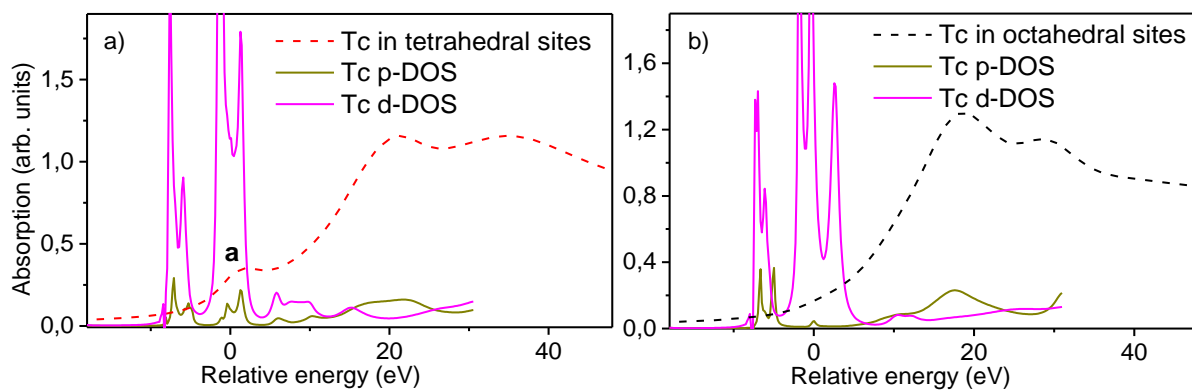 a)
Tc in tetrahedral sites
Tc p-DOS
Tc d-DOS
a
Absorption (arb. units)
1,5
1,0
0,5
0,0
0
20
40
Relative energy (eV)
b)
Tc in octahedral sites
Tc p-DOS
Tc d-DOS
1,6
1,2
0,8
0,4
0,0
0
20
40
Relative energy (eV)